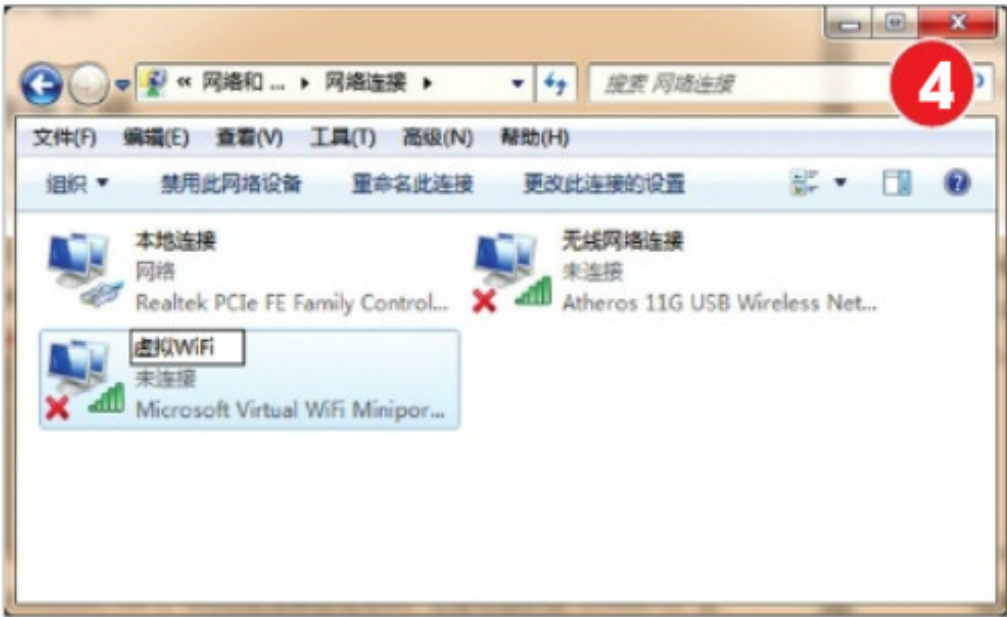 4
« 网络和 ... ▸ 网络连接 ▸ 搜索 网络连接
文件(F) 编辑(E) 查看(V) 工具(T) 高级(N) 帮助(H)
组织 ▼ 禁用此网络设备 重命名此连接 更改此连接的设置
本地连接
网络
Realtek PCIe FE Family Control...
无线网络连接
未连接
Atheros 11G USB Wireless Net...
虚拟WiFi
未连接
Microsoft Virtual WiFi Minipor...